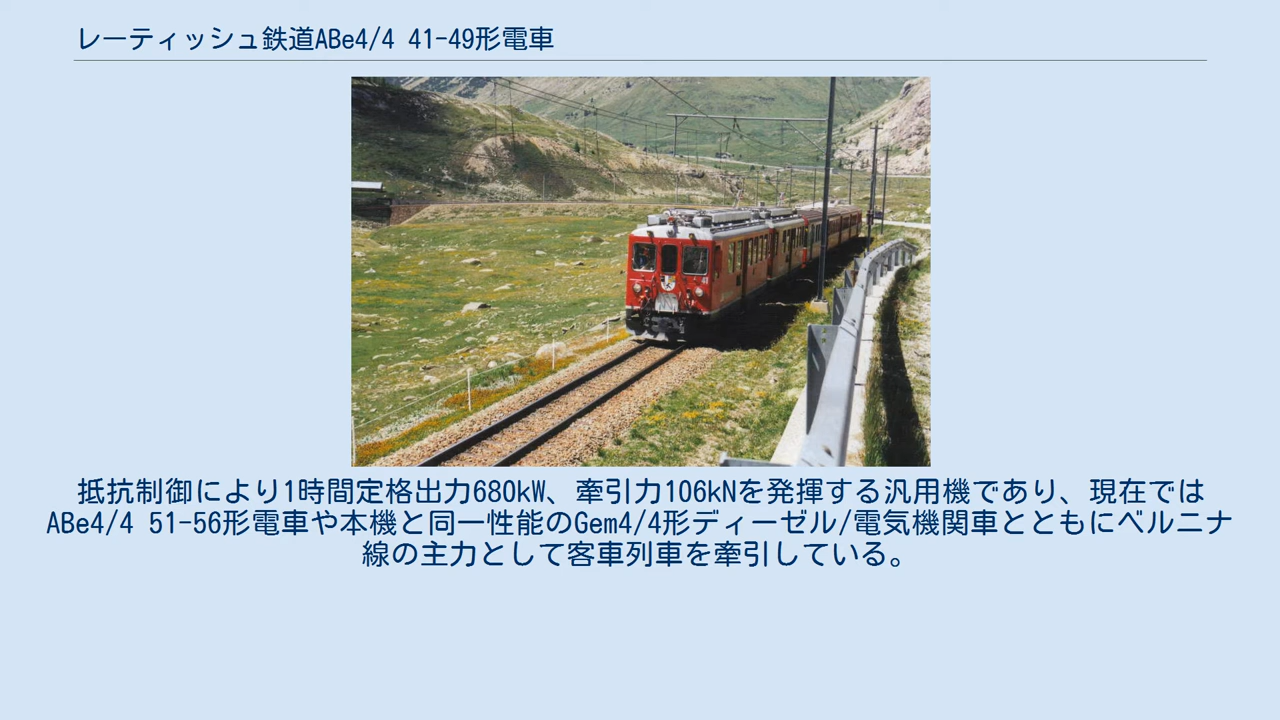 レーティッシュ鉄道ABe4/4 41-49形電車
抵抗制御により1時間定格出力680kW、牽引力106kNを発揮する汎用機であり、現在では
ABe4/4 51-56形電車や本機と同一性能のGem4/4形ディーゼル/電気機関車とともにベルニナ
線の主力として客車列車を牽引している。